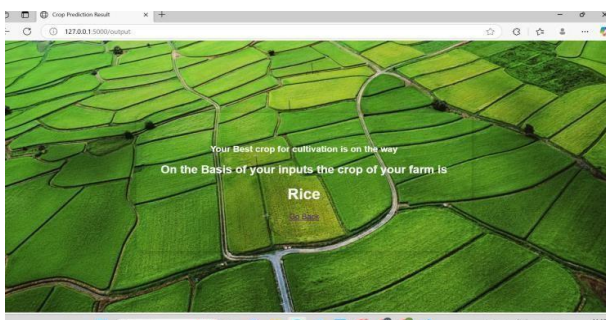 Crop Prediction Result
127.0.0.1:5000/output
Your Best crop for cultivation is on the way
On the Basis of your inputs the crop of your farm is
Rice
Go Back